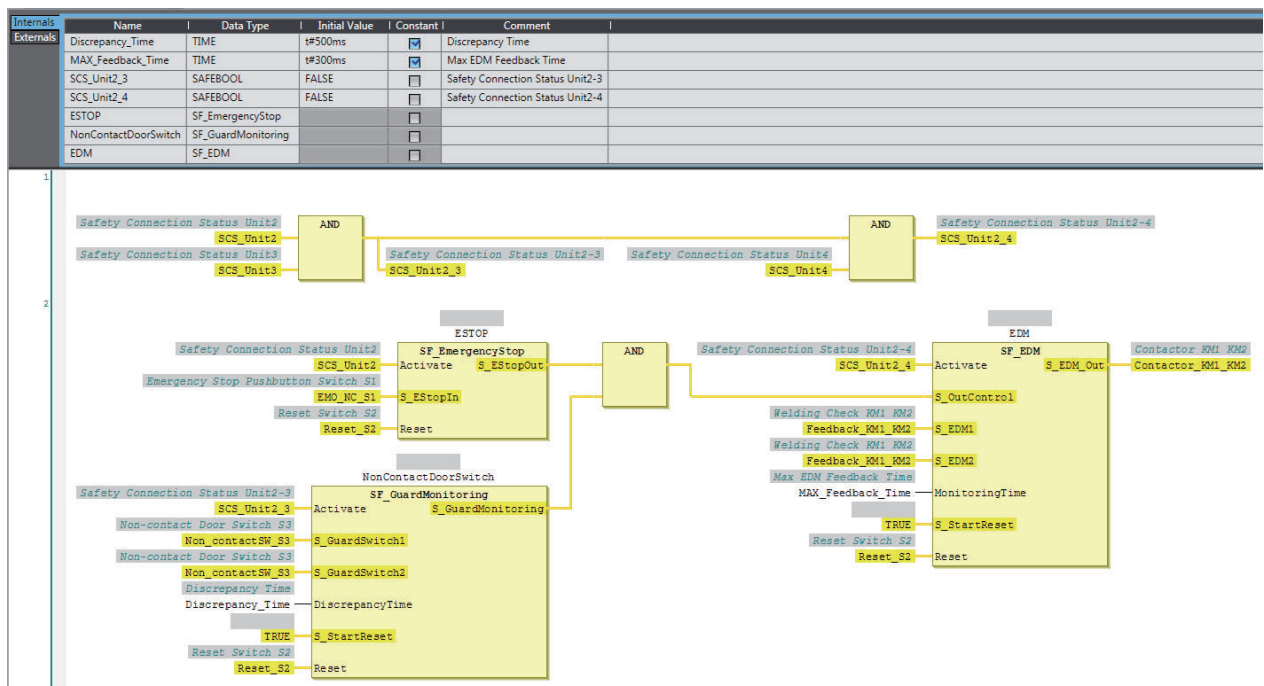 Internals
Externals
Name Data Type Initial Value Constant Comment
Discrepancy_Time TIME t#500ms Discrepancy Time
MAX_Feedback_Time TIME t#300ms Max EDM Feedback Time
SCS_Unit2_3 SAFEBOOL FALSE Safety Connection Status Unit2-3
SCS_Unit2_4 SAFEBOOL FALSE Safety Connection Status Unit2-4
ESTOP SF_EmergencyStop
NonContactDoorSwitch SF_GuardMonitoring
EDM SF_EDM
1
Safety Connection Status Unit2
SCS_Unit2
Safety Connection Status Unit3
SCS_Unit3
AND
Safety Connection Status Unit2-3
SCS_Unit2_3
Safety Connection Status Unit4
SCS_Unit4
AND
Safety Connection Status Unit2-4
SCS_Unit2_4
2
ESTOP
SF_EmergencyStop
Safety Connection Status Unit2
SCS_Unit2 Activate S_EStopOut
Emergency Stop Pushbutton Switch S1
EMO_NC_S1 S_EStopIn
Reset Switch S2
Reset_S2 Reset
AND
NonContactDoorSwitch
SF_GuardMonitoring
Safety Connection Status Unit2-3
SCS_Unit2_3 Activate S_GuardMonitoring
Non-contact Door Switch S3
Non_contactSW_S3 S_GuardSwitch1
Non-contact Door Switch S3
Non_contactSW_S3 S_GuardSwitch2
Discrepancy Time
Discrepancy_Time DiscrepancyTime
TRUE S_StartReset
Reset Switch S2
Reset_S2 Reset
EDM
SF_EDM
Safety Connection Status Unit2-4
SCS_Unit2_4 Activate S_EDM_Out
Contactor KM1 KM2
Contactor_KM1_KM2
S_OutControl
Welding Check KM1 KM2
Feedback_KM1_KM2 S_EDM1
Welding Check KM1 KM2
Feedback_KM1_KM2 S_EDM2
Max EDM Feedback Time
MAX_Feedback_Time MonitoringTime
TRUE S_StartReset
Reset Switch S2
Reset_S2 Reset